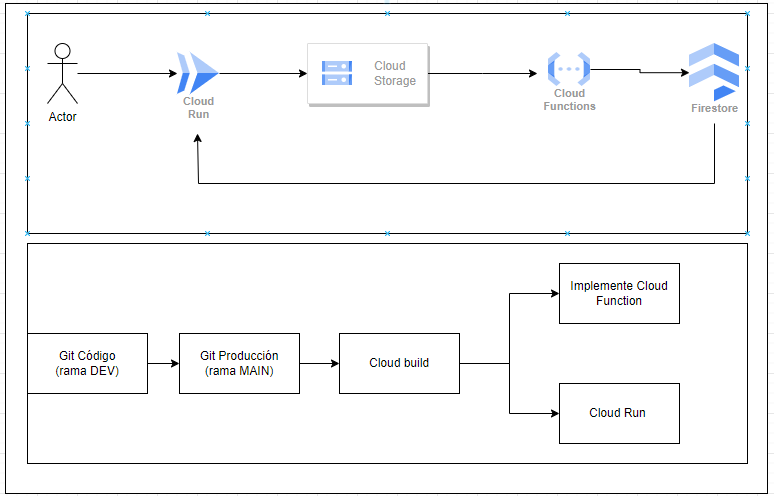 Actor
Cloud
Run
Cloud
Storage
Cloud
Functions
Firestore
Git Código
(rama DEV)
Git Producción
(rama MAIN)
Cloud build
Implemente Cloud
Function
Cloud Run